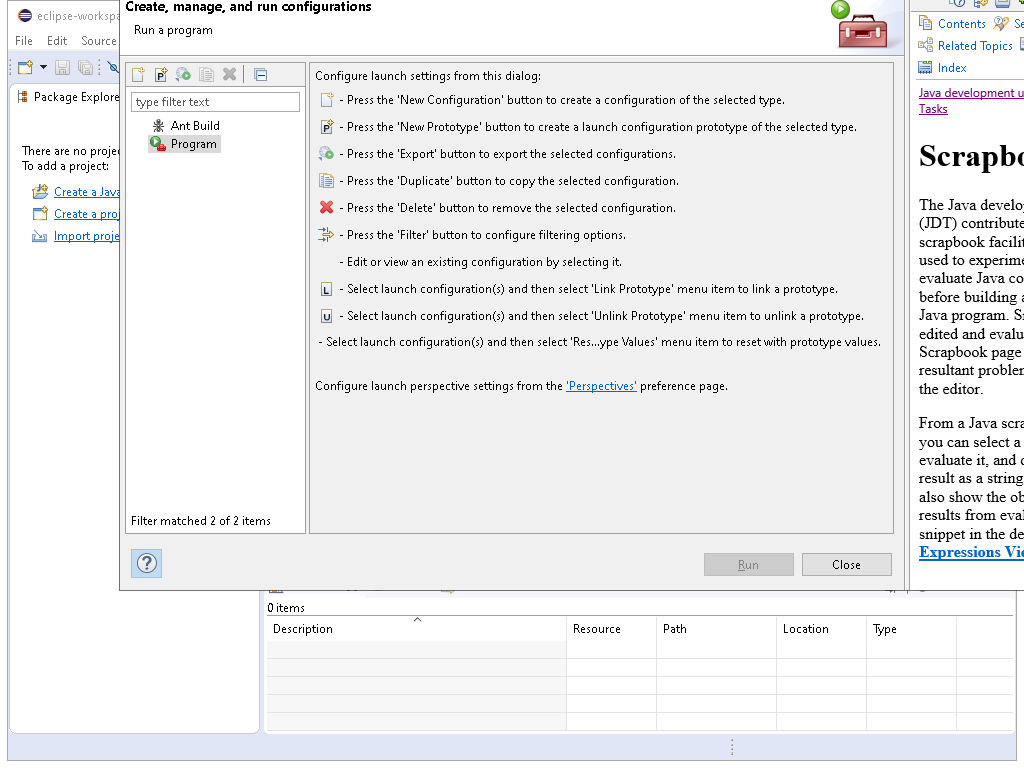 eclipse-workspa
File Edit Source
Package Explore
There are no projec
To add a project:
Create a Java
Create a proj
Import proje
Create, manage, and run configurations
Run a program
type filter text
Ant Build
Program
Filter matched 2 of 2 items
Configure launch settings from this dialog:
- Press the 'New Configuration' button to create a configuration of the selected type.
- Press the 'New Prototype' button to create a launch configuration prototype of the selected type.
- Press the 'Export' button to export the selected configurations.
- Press the 'Duplicate' button to copy the selected configuration.
- Press the 'Delete' button to remove the selected configuration.
- Press the 'Filter' button to configure filtering options.
- Edit or view an existing configuration by selecting it.
L - Select launch configuration(s) and then select 'Link Prototype' menu item to link a prototype.
U - Select launch configuration(s) and then select 'Unlink Prototype' menu item to unlink a prototype.
- Select launch configuration(s) and then select 'Res...ype Values' menu item to reset with prototype values.
Configure launch perspective settings from the 'Perspectives' preference page.
Run Close
Contents Se
Related Topics
Index
Java development u
Tasks
Scrapbo
The Java develop
(JDT) contribute
scrapbook facilit
used to experime
evaluate Java co
before building a
Java program. Sn
edited and evalua
Scrapbook page
resultant problem
the editor.
From a Java scra
you can select a
evaluate it, and d
result as a string
also show the ob
results from eval
snippet in the de
Expressions Vie
0 items
Description Resource Path Location Type